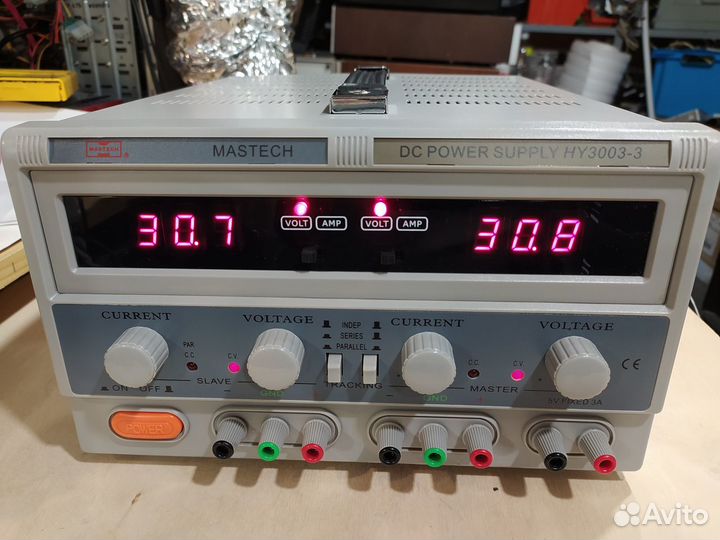 MASTECH ®
MASTECH
DC POWER SUPPLY HY3003-3
30.7
VOLT AMP VOLT AMP
30.8
CURRENT
VOLTAGE
INDEP
SERIES
PARALLEL
CURRENT
VOLTAGE
PAR
C.C. C.V.
C.C. C.V.
CE
ON OFF
SLAVE
TRACKING
MASTER
- GND +
- GND +
5V FIXED 3A
POWER
Avito